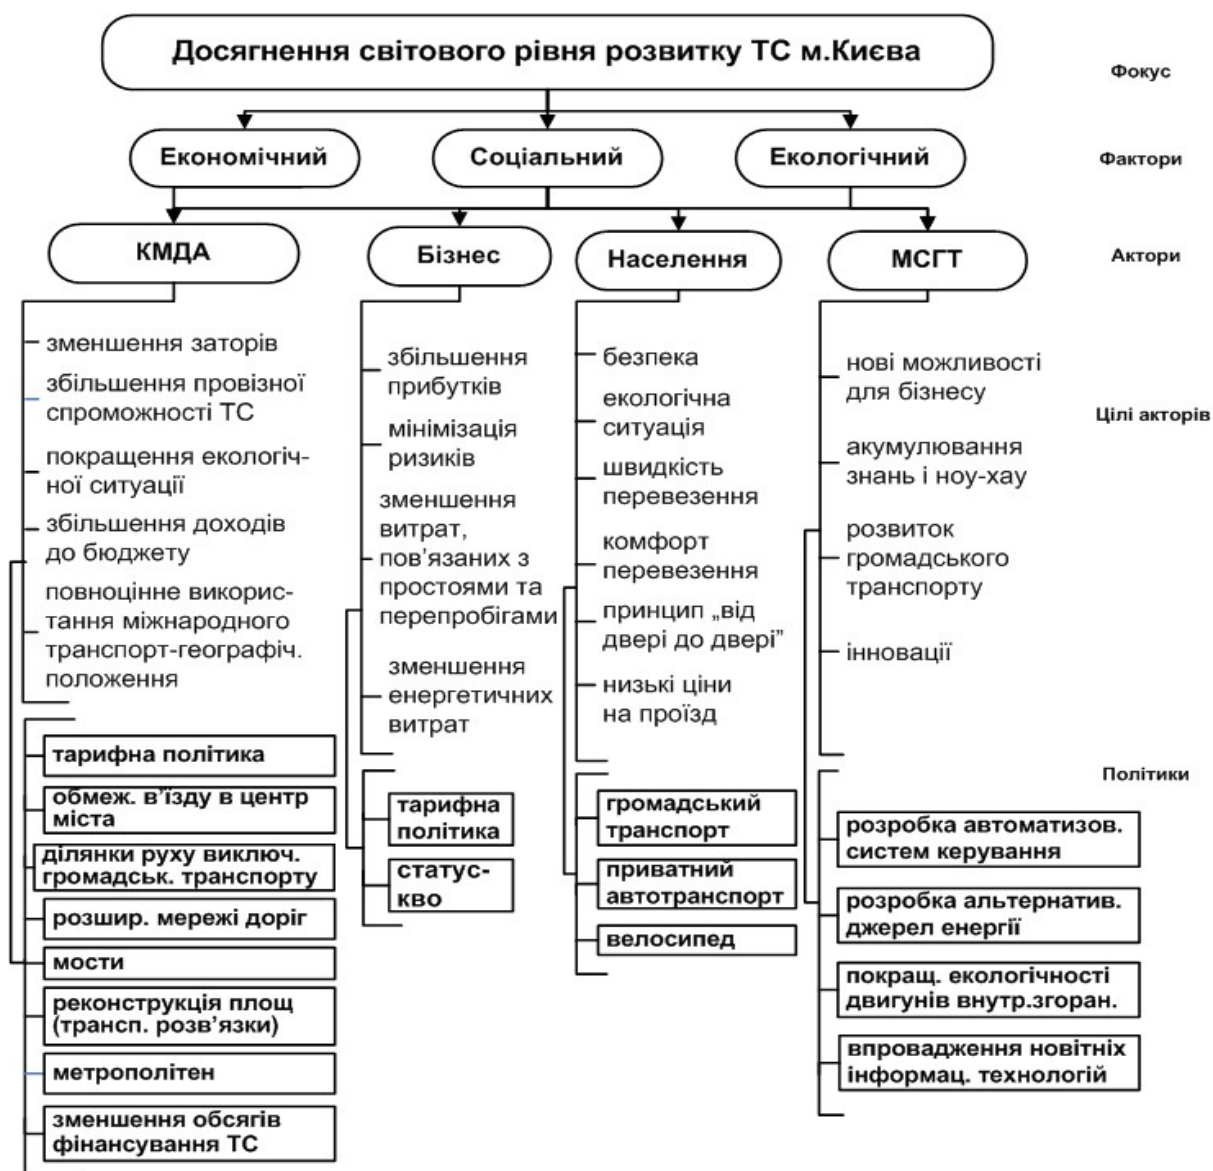 Досягнення світового рівня розвитку ТС м.Києва
Фокус
Економічний
Соціальний
Екологічний
Фактори
КМДА
Бізнес
Населення
МСГТ
Актори
зменшення заторів
збільшення провізної
спроможності ТС
покращення екологіч-
ної ситуації
збільшення доходів
до бюджету
повноцінне викорис-
тання міжнародного
транспорт-географіч.
положення
збільшення
прибутків
мінімізація
ризиків
зменшення
витрат,
пов’язаних з
простоями та
перепробігами
зменшення
енергетичних
витрат
безпека
екологічна
ситуація
швидкість
перевезення
комфорт
перевезення
принцип „від
двері до двері”
низькі ціни
на проїзд
нові можливості
для бізнесу
акумулювання
знань і ноу-хау
розвиток
громадського
транспорту
інновації
Цілі акторів
тарифна політика
обмеж. в’їзду в центр
міста
ділянки руху виключ.
громадськ. транспорту
розшир. мережі доріг
мости
реконструкція площ
(трансп. розв’язки)
метрополітен
зменшення обсягів
фінансування ТС
тарифна
політика
статус-
кво
громадський
транспорт
приватний
автотранспорт
велосипед
розробка автоматизов.
систем керування
розробка альтернатив.
джерел енергії
покращ. екологічності
двигунів внутр.згоран.
впровадження новітніх
інформац. технологій
Політики